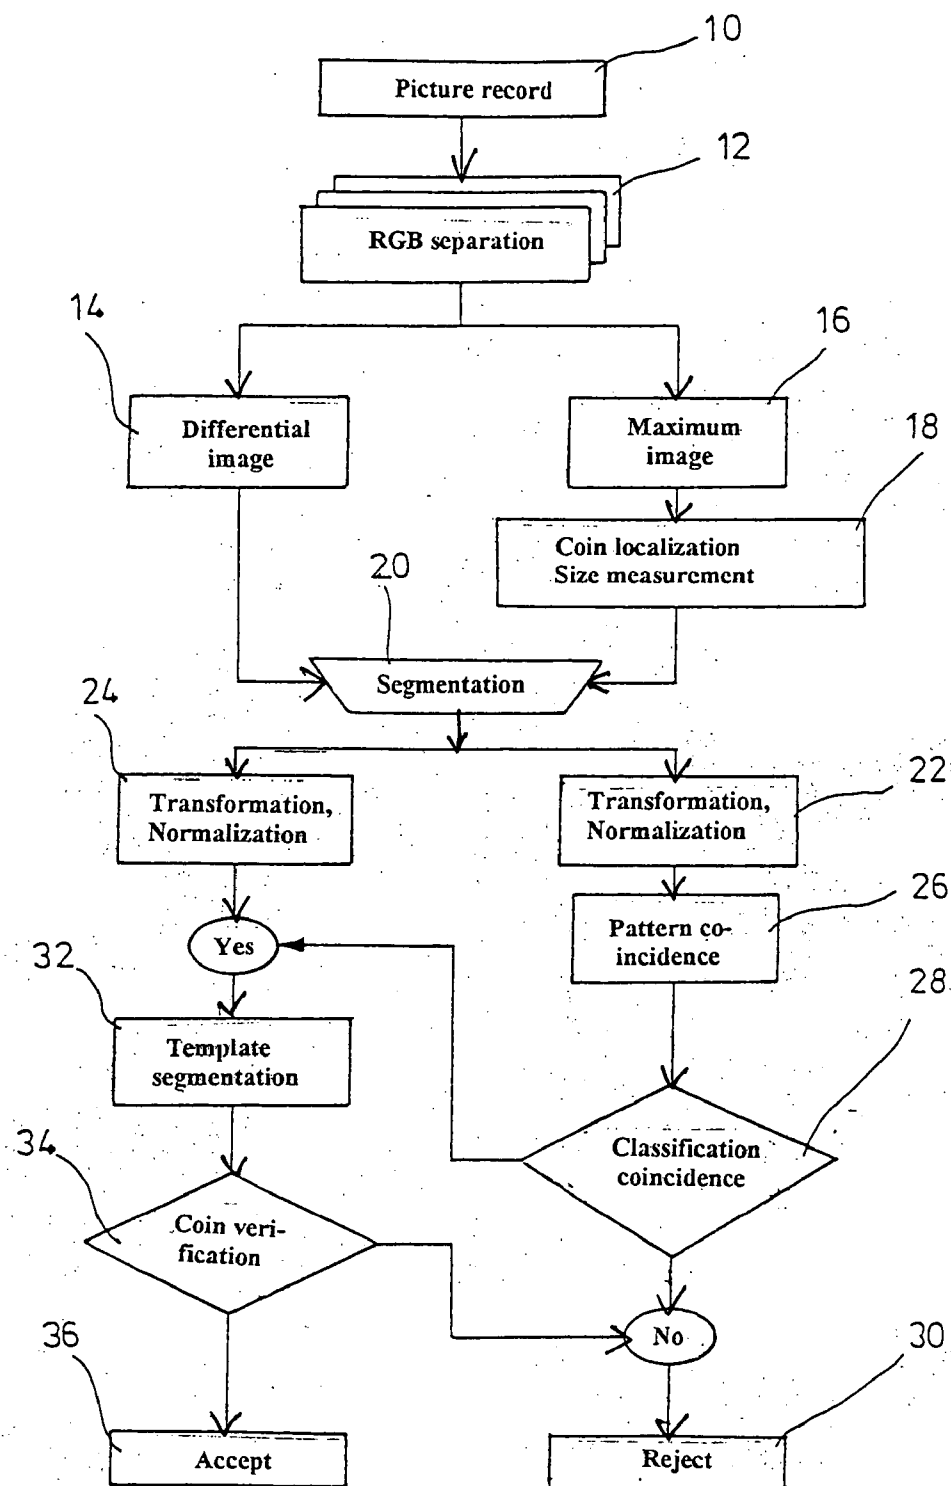 10
Picture record
12
RGB separation
14
16
Differential
image
Maximum
image
18
Coin localization
Size measurement
20
Segmentation
24
22
Transformation,
Normalization
Transformation,
Normalization
26
Yes
Pattern co-
incidence
32
28
Template
segmentation
Classification
coincidence
34
Coin veri-
fication
No
36
30
Accept
Reject